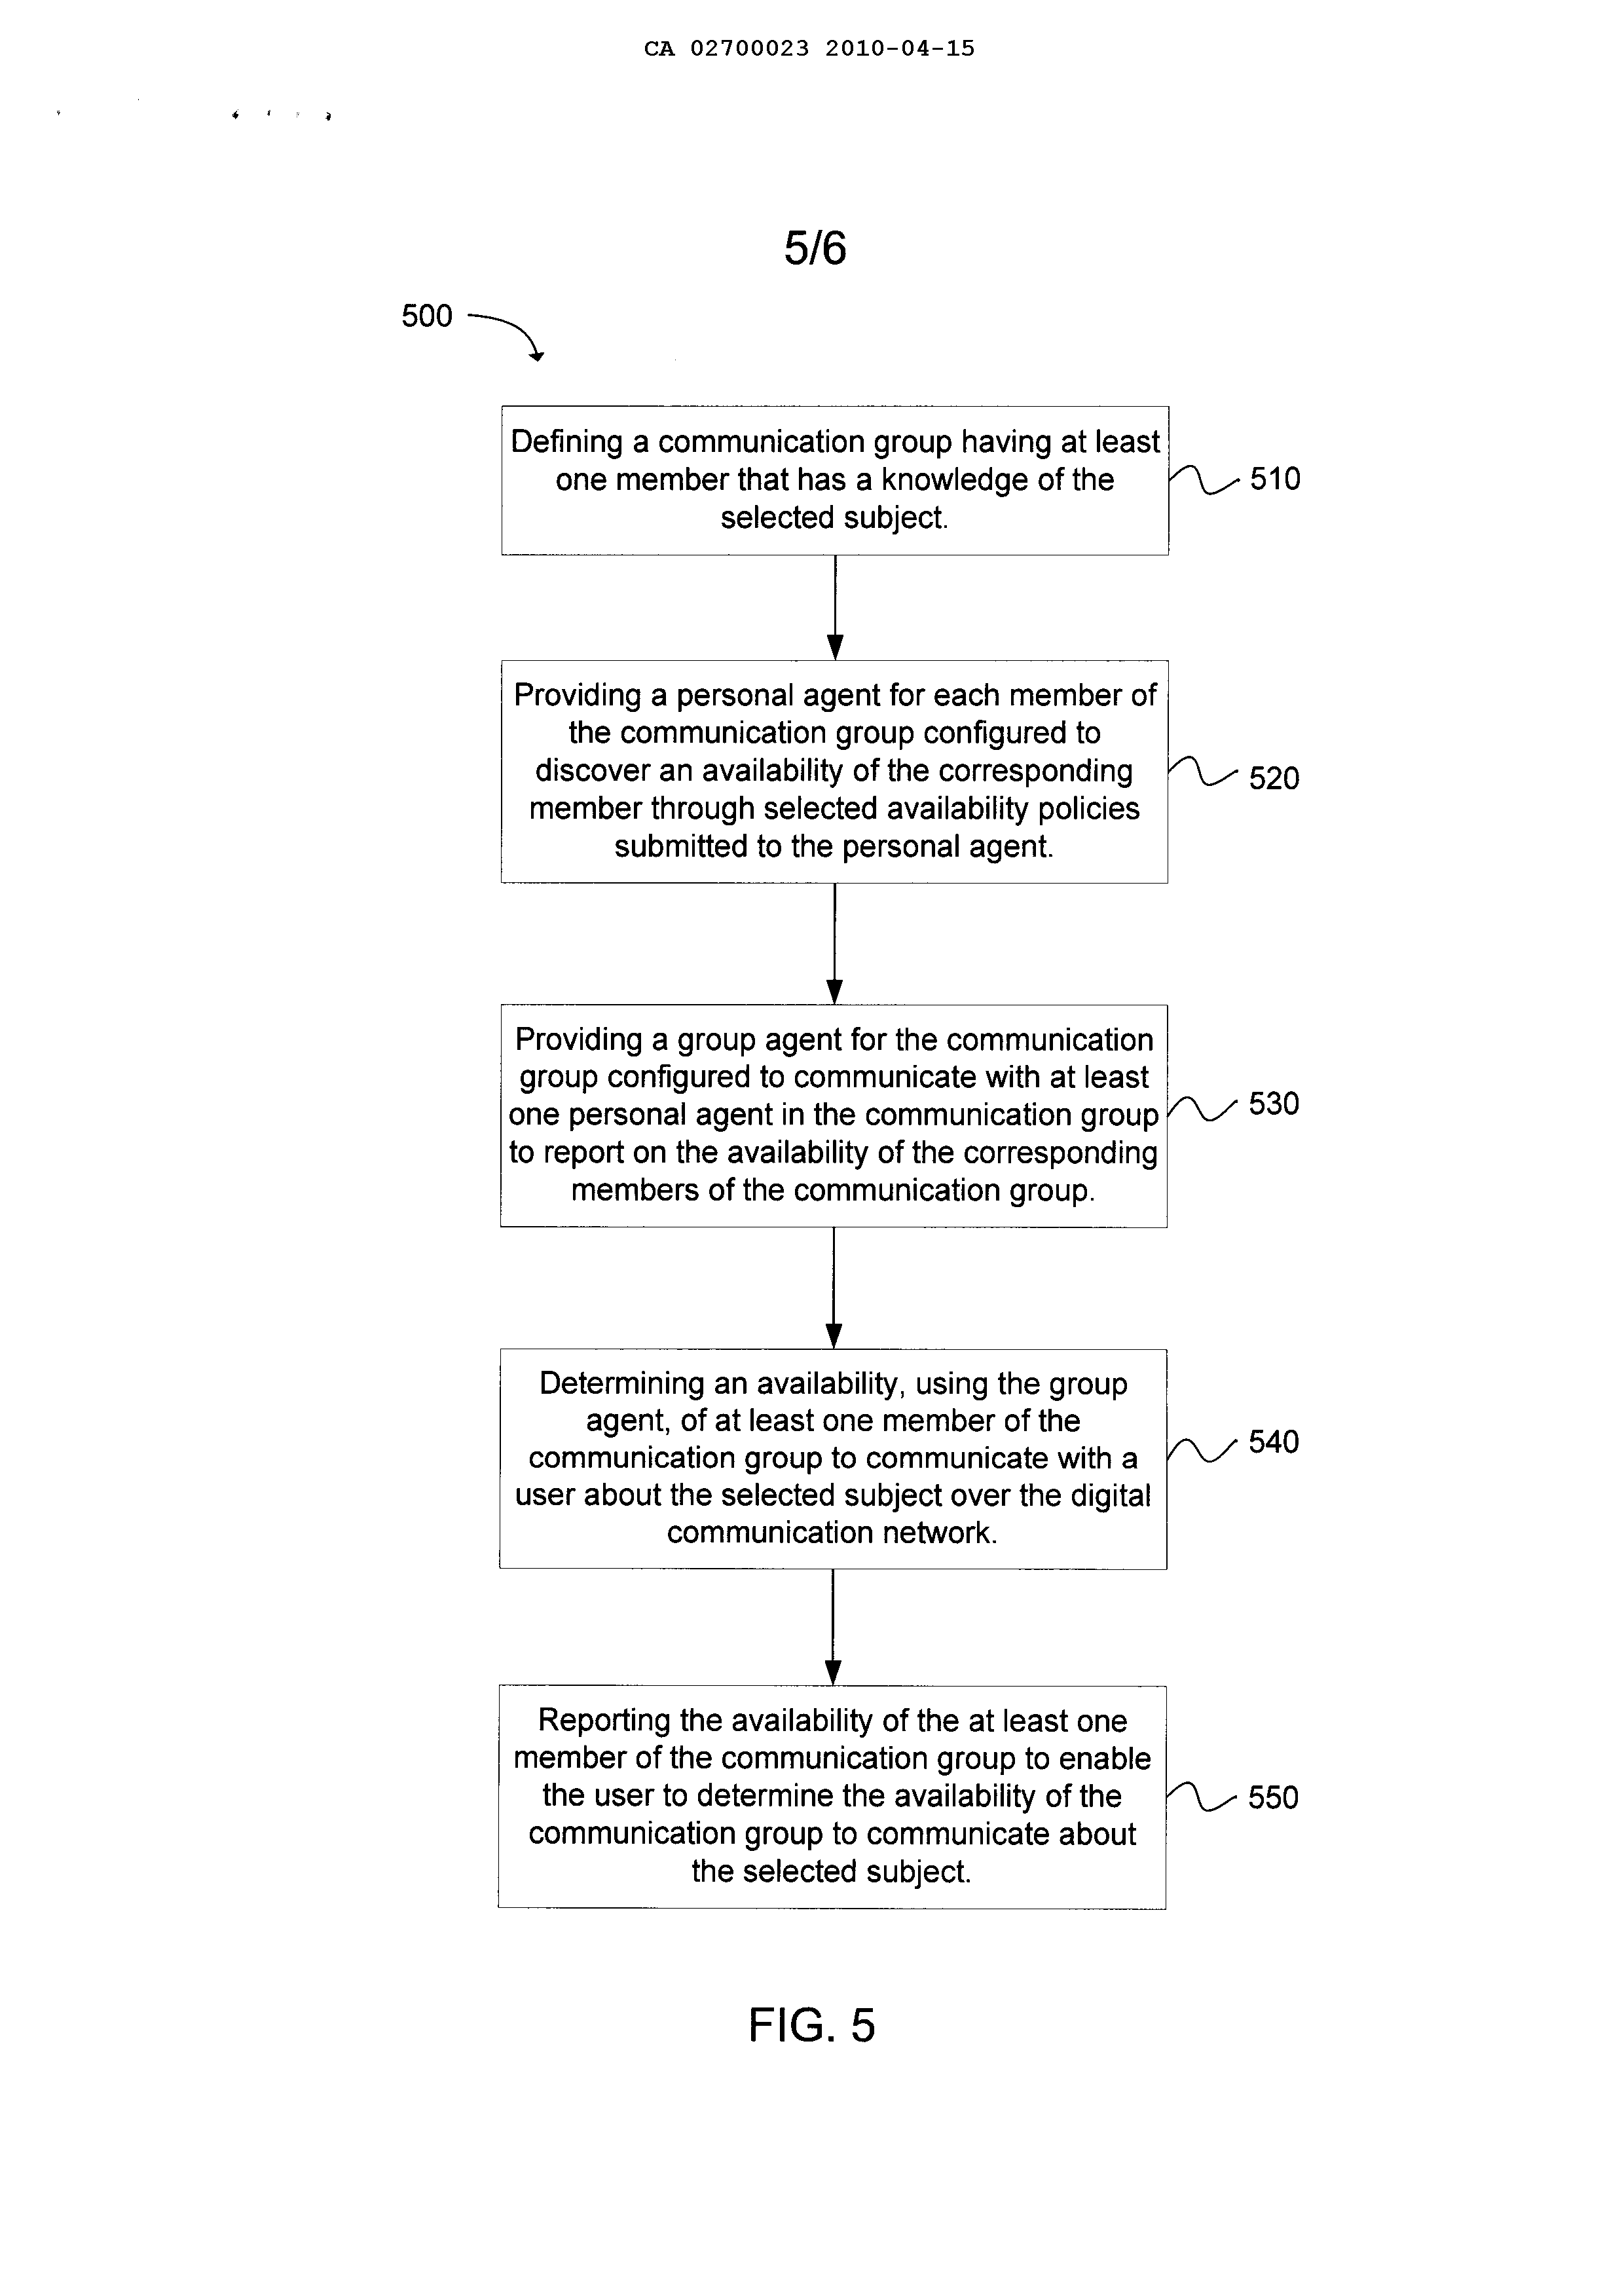 CA 02700023 2010-04-15
5/6
500
Defining a communication group having at least
one member that has a knowledge of the
selected subject.
510
Providing a personal agent for each member of
the communication group configured to
discover an availability of the corresponding
member through selected availability policies
submitted to the personal agent.
520
Providing a group agent for the communication
group configured to communicate with at least
one personal agent in the communication group
to report on the availability of the corresponding
members of the communication group.
530
Determining an availability, using the group
agent, of at least one member of the
communication group to communicate with a
user about the selected subject over the digital
communication network.
540
Reporting the availability of the at least one
member of the communication group to enable
the user to determine the availability of the
communication group to communicate about
the selected subject.
550
FIG. 5